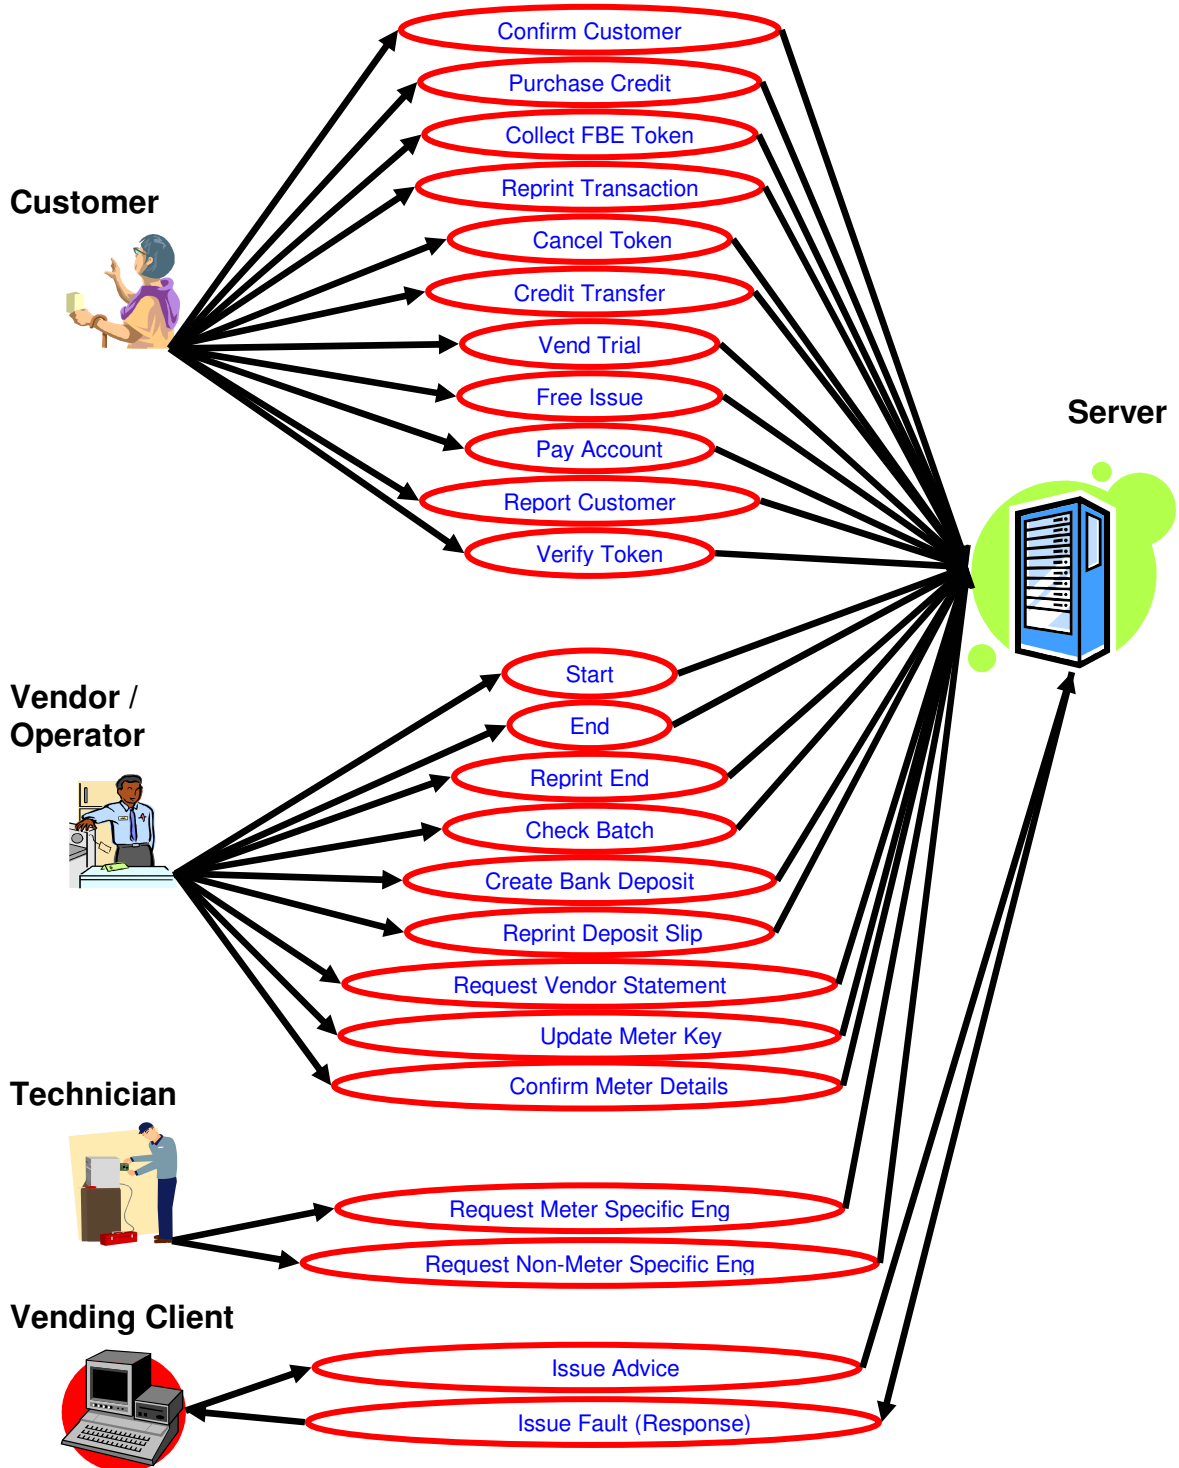 Confirm Customer
Purchase Credit
Collect FBE Token
Reprint Transaction
Customer
Cancel Token
Credit Transfer
Vend Trial
Free Issue
Server
Pay Account
Report Customer
Verify Token
Start
Vendor /
Operator
End
Reprint End
Check Batch
Create Bank Deposit
Reprint Deposit Slip
Request Vendor Statement
Update Meter Key
Confirm Meter Details
Technician
Request Meter Specific Eng
Request Non-Meter Specific Eng
Vending Client
Issue Advice
Issue Fault (Response)